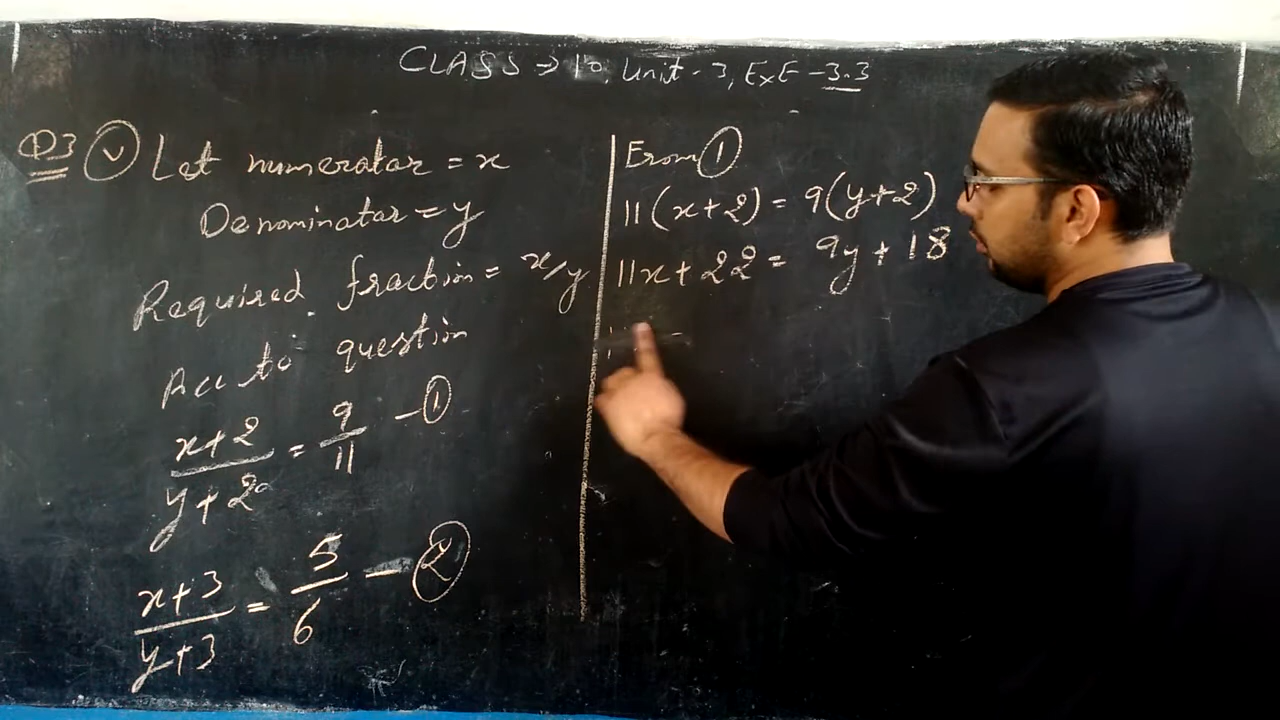 CLASS → 10, Unit - 3, ExE - 3.3
Q3 (v) Let numerator = x
Denominator = y
Required fraction = x/y
Acc to question
x+2/y+2 = 9/11 - (1)
x+3/y+3 = 5/6 - (2)
From (1)
11(x+2) = 9(y+2)
11x + 22 = 9y + 18